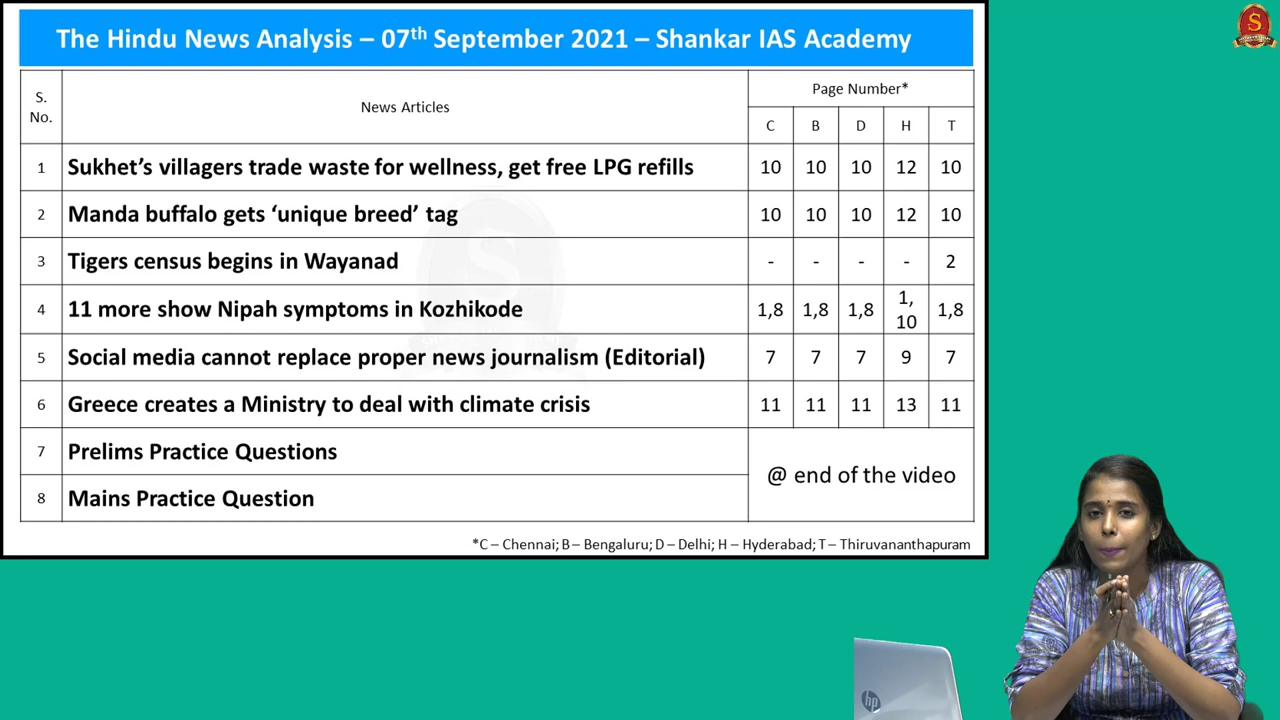 The Hindu News Analysis – 07th September 2021 – Shankar IAS Academy
S. No. News Articles Page Number*
C B D H T
1 Sukhet's villagers trade waste for wellness, get free LPG refills 10 10 10 12 10
2 Manda buffalo gets 'unique breed' tag 10 10 10 12 10
3 Tigers census begins in Wayanad - - - - 2
4 11 more show Nipah symptoms in Kozhikode 1,8 1,8 1,8 1, 10 1,8
5 Social media cannot replace proper news journalism (Editorial) 7 7 7 9 7
6 Greece creates a Ministry to deal with climate crisis 11 11 11 13 11
7 Prelims Practice Questions
@ end of the video
8 Mains Practice Question
*C – Chennai; B – Bengaluru; D – Delhi; H – Hyderabad; T – Thiruvananthapuram
S
hp